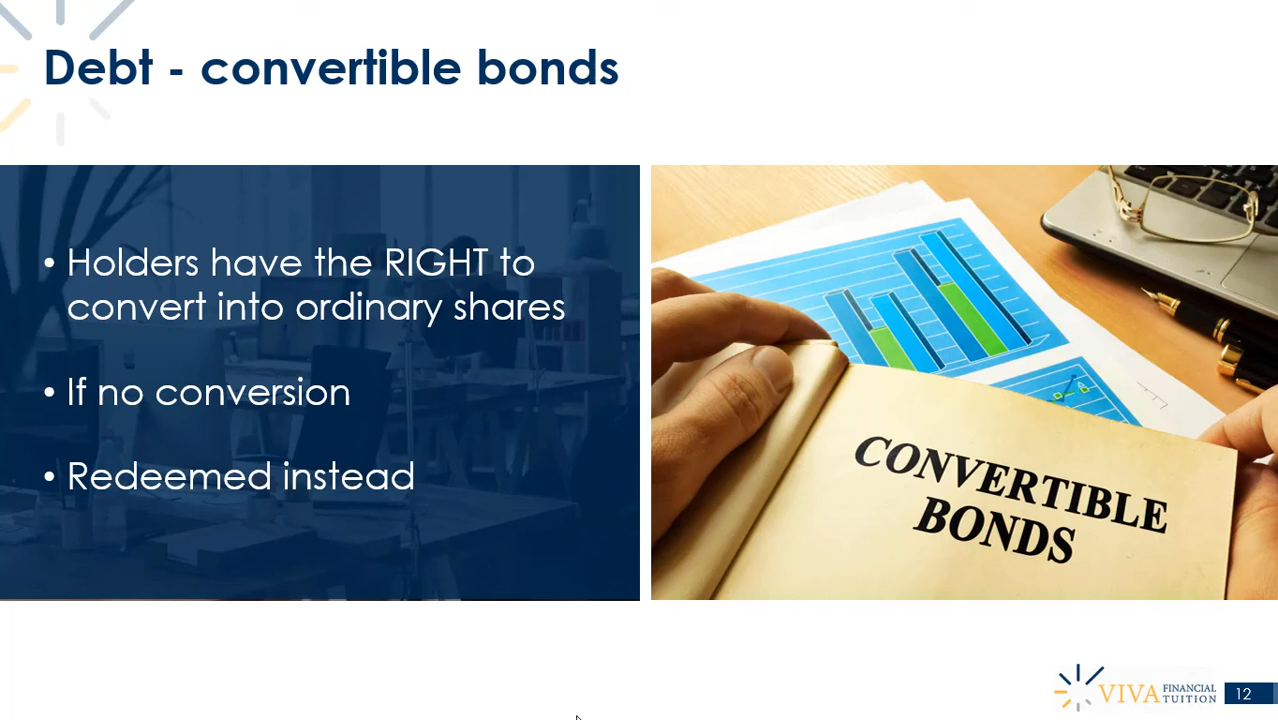 Debt - convertible bonds
• Holders have the RIGHT to
convert into ordinary shares
• If no conversion
• Redeemed instead
CONVERTIBLE
BONDS
VIVA FINANCIAL
TUITION
12